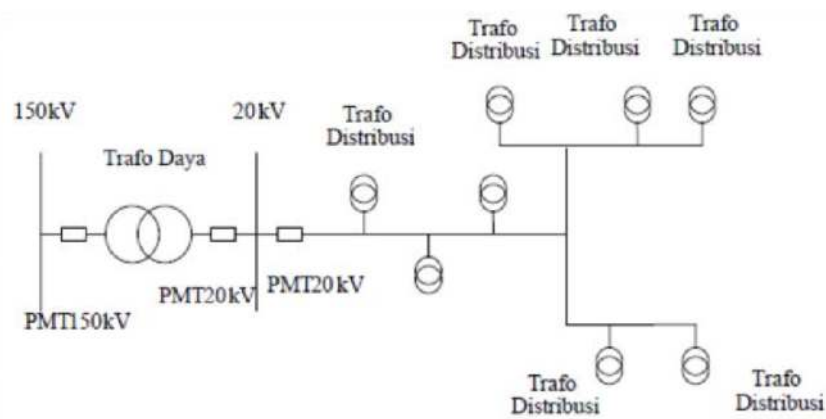 Trafo
Distribusi
Trafo
Distribusi
Trafo
Distribusi
150kV
20kV
Trafo
Distribusi
Trafo Daya
PMT20kV
PMT20kV
PMT150kV
Trafo
Distribusi
Trafo
Distribusi